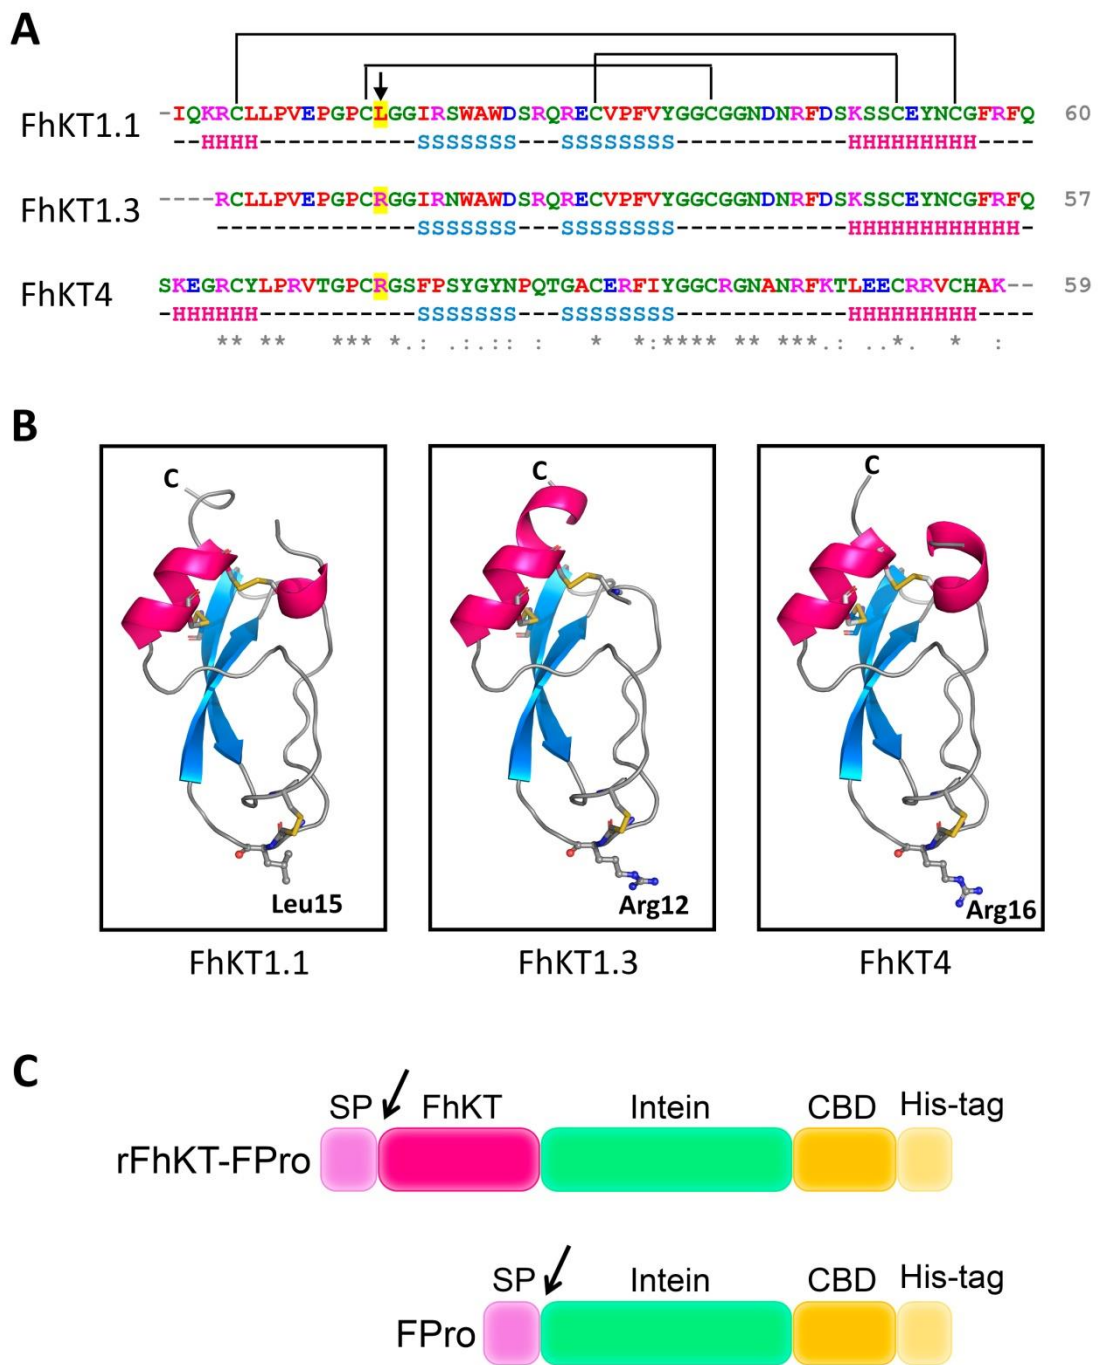 A
FhKT1.1 -IQKRCLLPVEPGPCLGGIRSWAWDSRQRECVPFVYGGCGGNDNRFDSKSSCEYNCGFRFQ 60
--HHHH-----------SSSSSSS---SSSSSSSS------------HHHHHHHHH----
FhKT1.3 ----RCLLPVEPGPCRGGIRNWAWDSRQRECVPFVYGGCGGNDNRFDSKSSCEYNCGFRFQ 57
--------------SSSSSSS---SSSSSSSS------------HHHHHHHHHHHH-
FhKT4 SKEGRCYLPRVTGPCRGSFPSYGYNPQTGACERFIYGGCRGNANRFKTLEECRRVCHAK-- 59
-HHHHHH-----------SSSSSSS---SSSSSSSS------------HHHHHHHHH--
** **   *** *.: .:.:: :   *  *:**** ** ***.: ..*.  *  :
B
C C C
Leu15 Arg12 Arg16
FhKT1.1 FhKT1.3 FhKT4
C
SP FhKT Intein CBD His-tag
rFhKT-FPro
SP Intein CBD His-tag
FPro